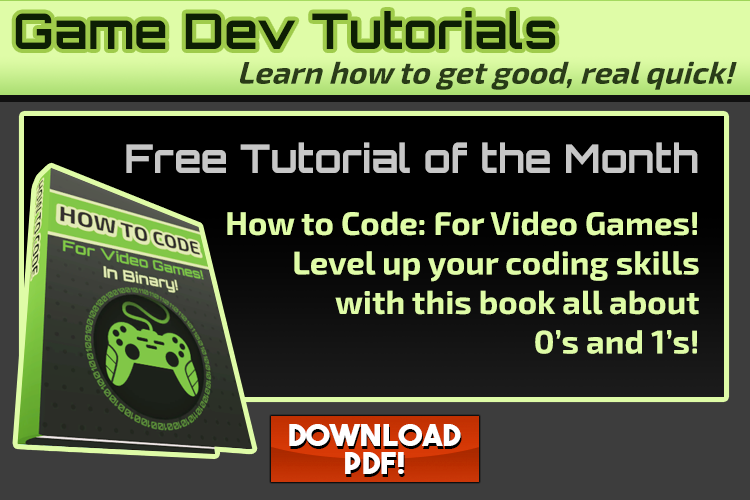 Game Dev Tutorials
Learn how to get good, real quick!
Free Tutorial of the Month
How to Code: For Video Games!
Level up your coding skills
with this book all about
0's and 1's!
HOW TO CODE
HOW TO CODE
For Video Games!
In Binary!
DOWNLOAD
PDF!